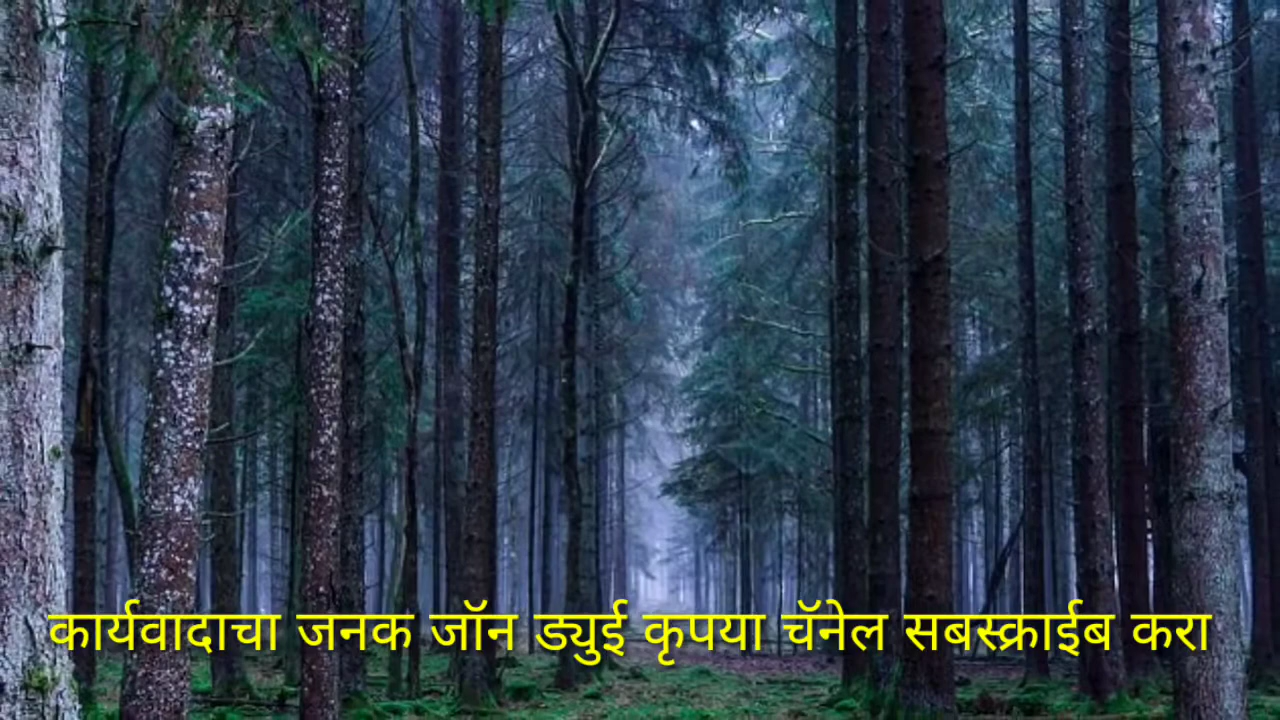 कार्यवादाचा जनक जॉन ड्युई कृपया चॅनेल सबस्क्राईब करा